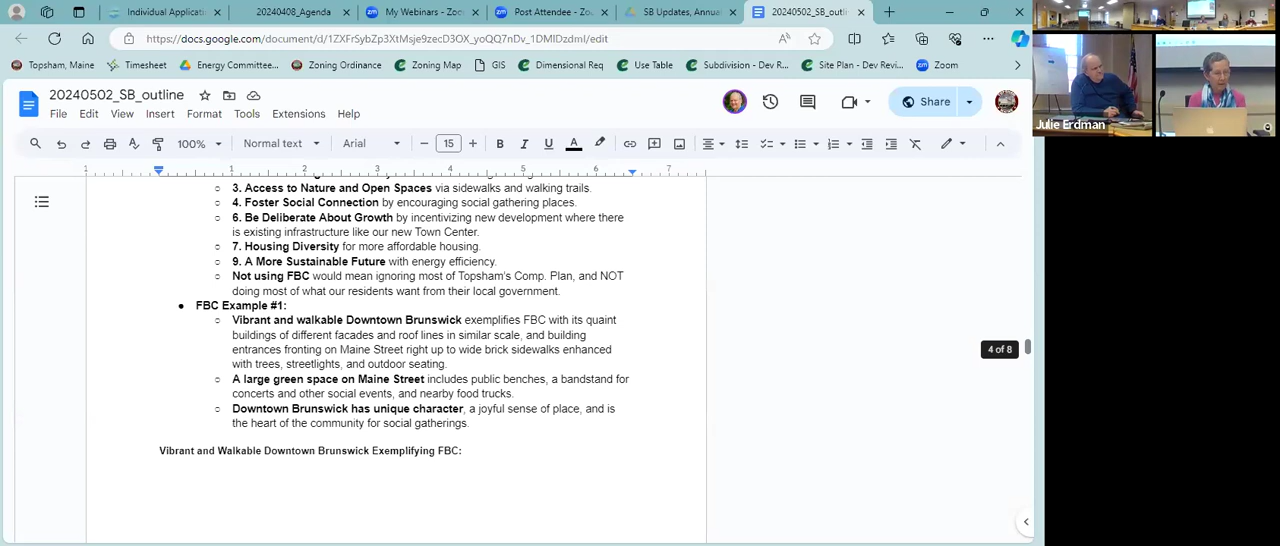 Individual Applicati
20240408_Agenda
My Webinars - Zoo
Post Attendee - Zo
SB Updates, Annua
20240502_SB_outli
https://docs.google.com/document/d/1ZXFrSybZp3XtMsje9zecD3OX_yoQQ7nDv_1DMIDzdmI/edit
Topsham, Maine
Timesheet
Energy Committee...
Zoning Ordinance
Zoning Map
GIS
Dimensional Req
Use Table
Subdivision - Dev R...
Site Plan - Dev Revi...
Zoom
20240502_SB_outline
File Edit View Insert Format Tools Extensions Help
Share
100% Normal text Arial 15 B I U A
1 1 2 3 4 5 6 7
3. Access to Nature and Open Spaces via sidewalks and walking trails.
4. Foster Social Connection by encouraging social gathering places.
6. Be Deliberate About Growth by incentivizing new development where there
is existing infrastructure like our new Town Center.
7. Housing Diversity for more affordable housing.
9. A More Sustainable Future with energy efficiency.
Not using FBC would mean ignoring most of Topsham's Comp. Plan, and NOT
doing most of what our residents want from their local government.
FBC Example #1:
Vibrant and walkable Downtown Brunswick exemplifies FBC with its quaint
buildings of different facades and roof lines in similar scale, and building
entrances fronting on Maine Street right up to wide brick sidewalks enhanced
with trees, streetlights, and outdoor seating.
A large green space on Maine Street includes public benches, a bandstand for
concerts and other social events, and nearby food trucks.
Downtown Brunswick has unique character, a joyful sense of place, and is
the heart of the community for social gatherings.
Vibrant and Walkable Downtown Brunswick Exemplifying FBC:
4 of 8
Julie Erdman